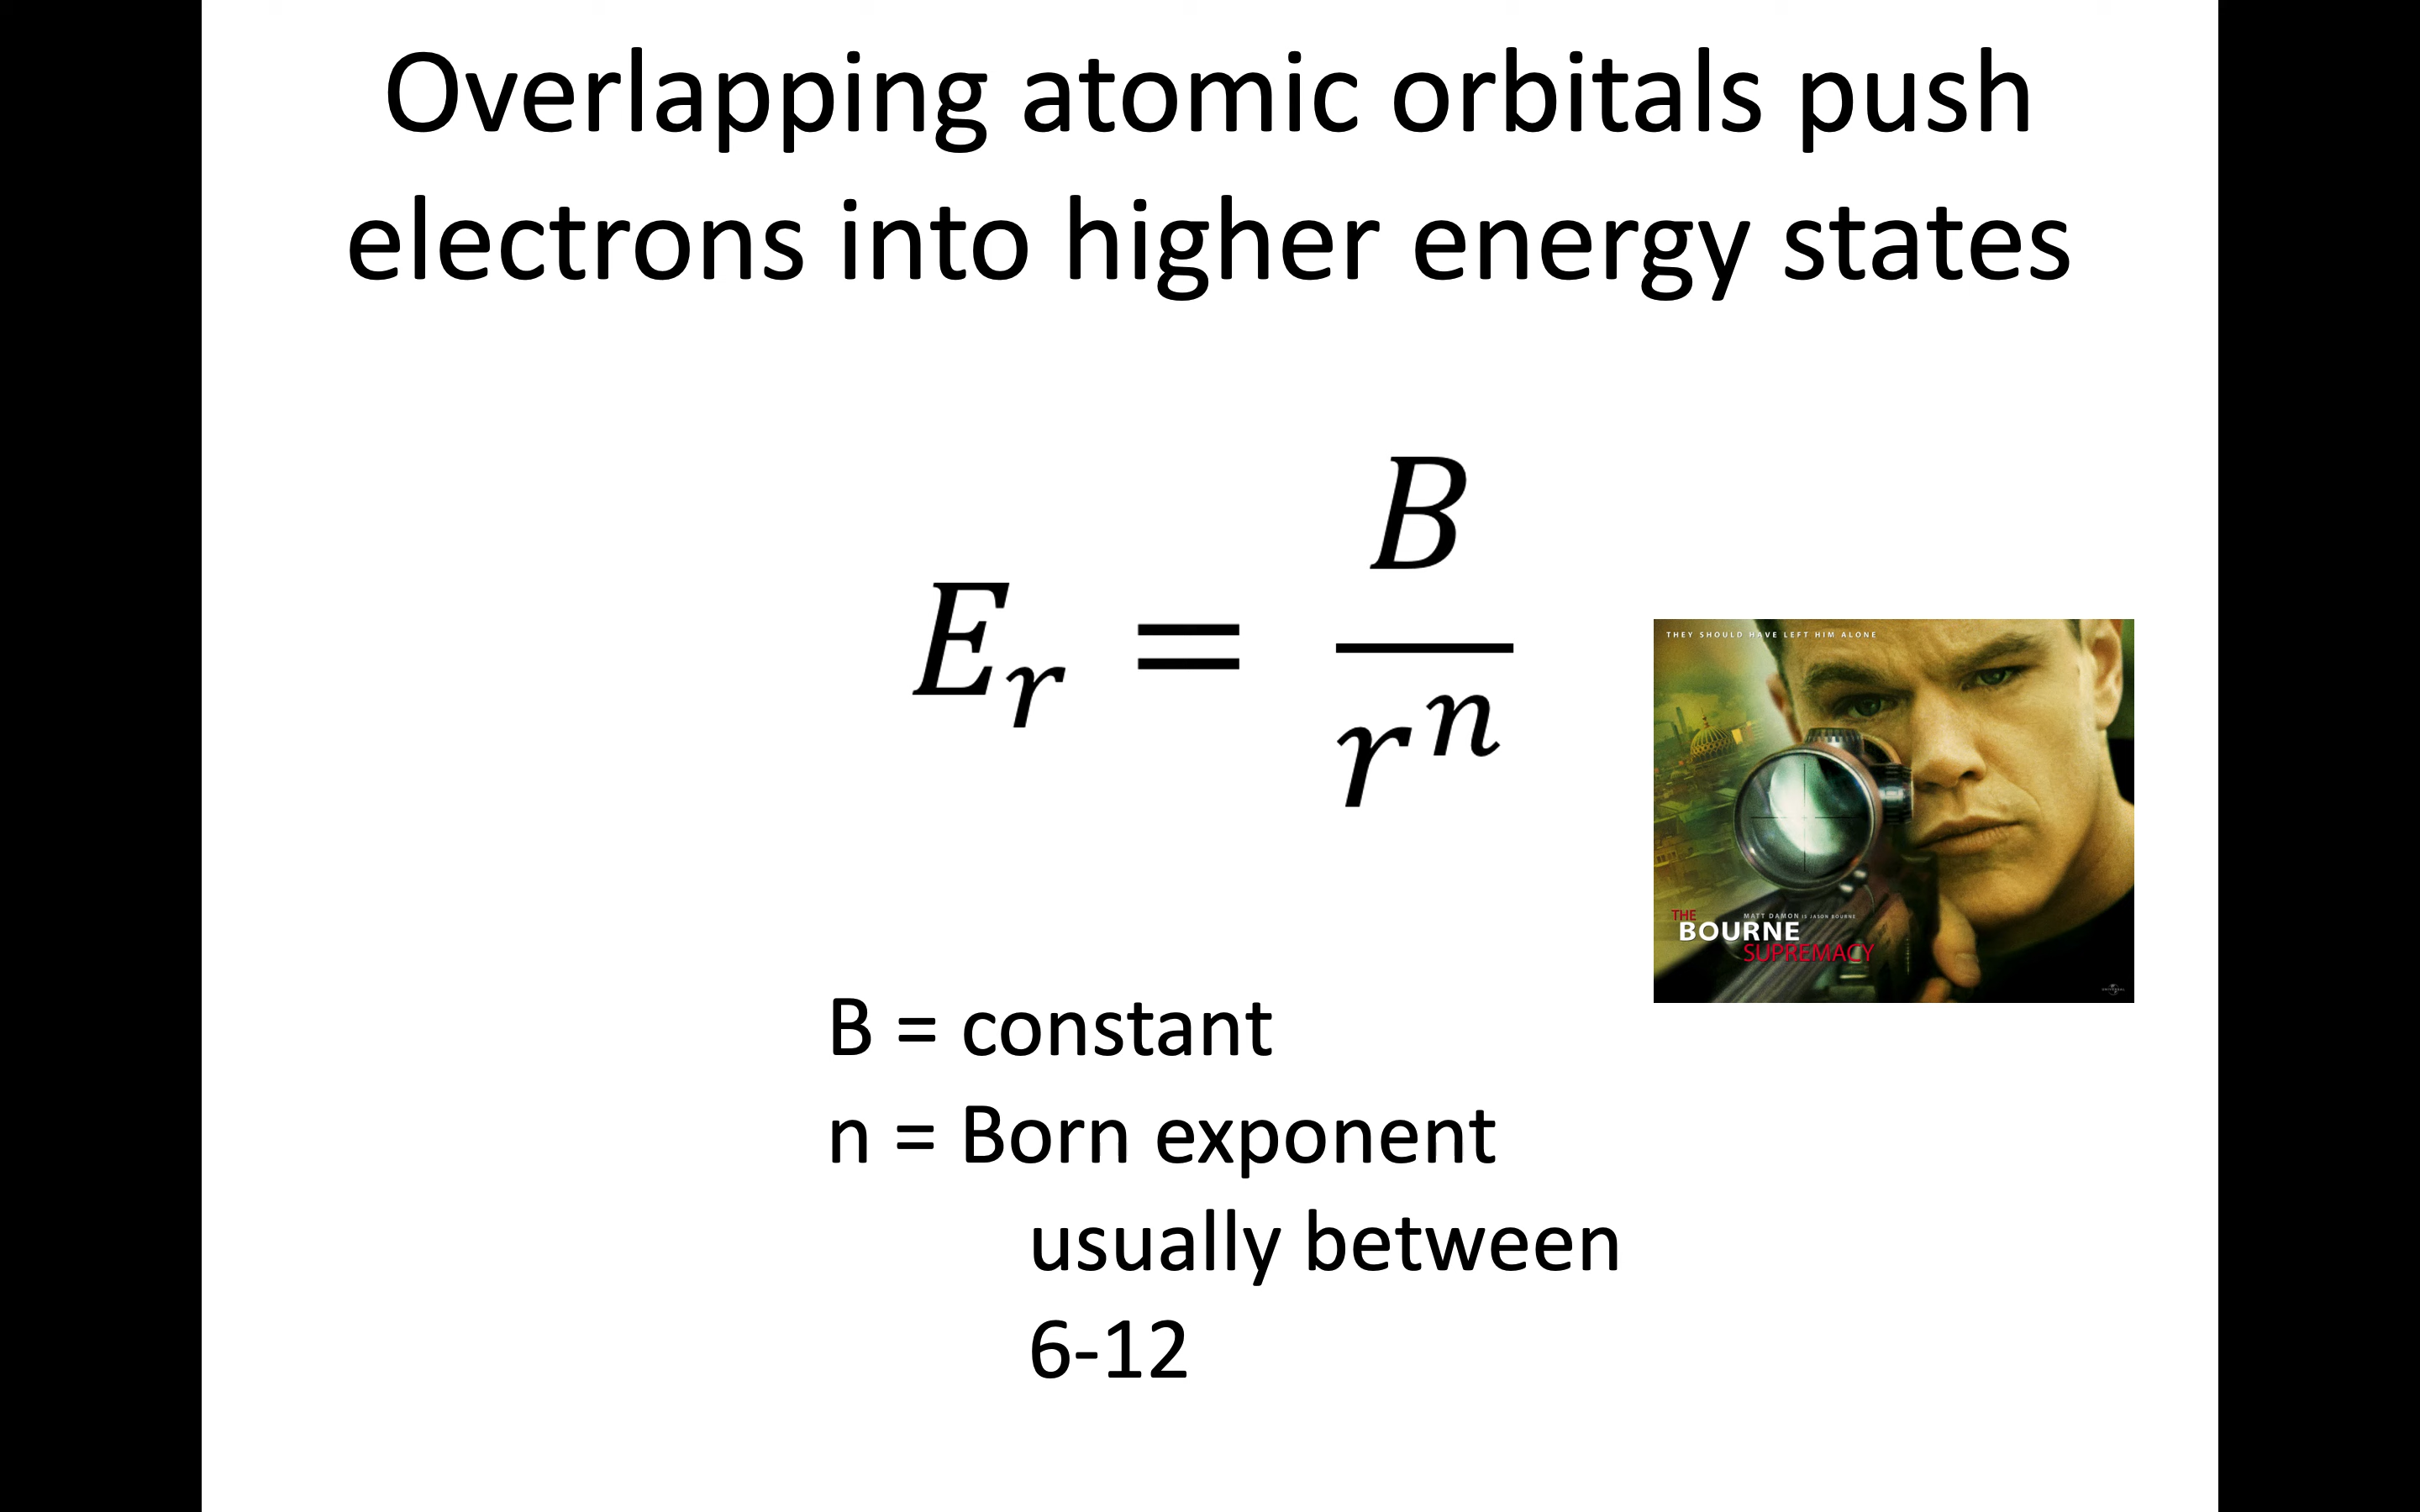 Overlapping atomic orbitals push
electrons into higher energy states
E_r = B / r^n
THEY SHOULD HAVE LEFT HIM ALONE
MATT DAMON IS JASON BOURNE
THE
BOURNE
SUPREMACY
B = constant
n = Born exponent
usually between
6-12